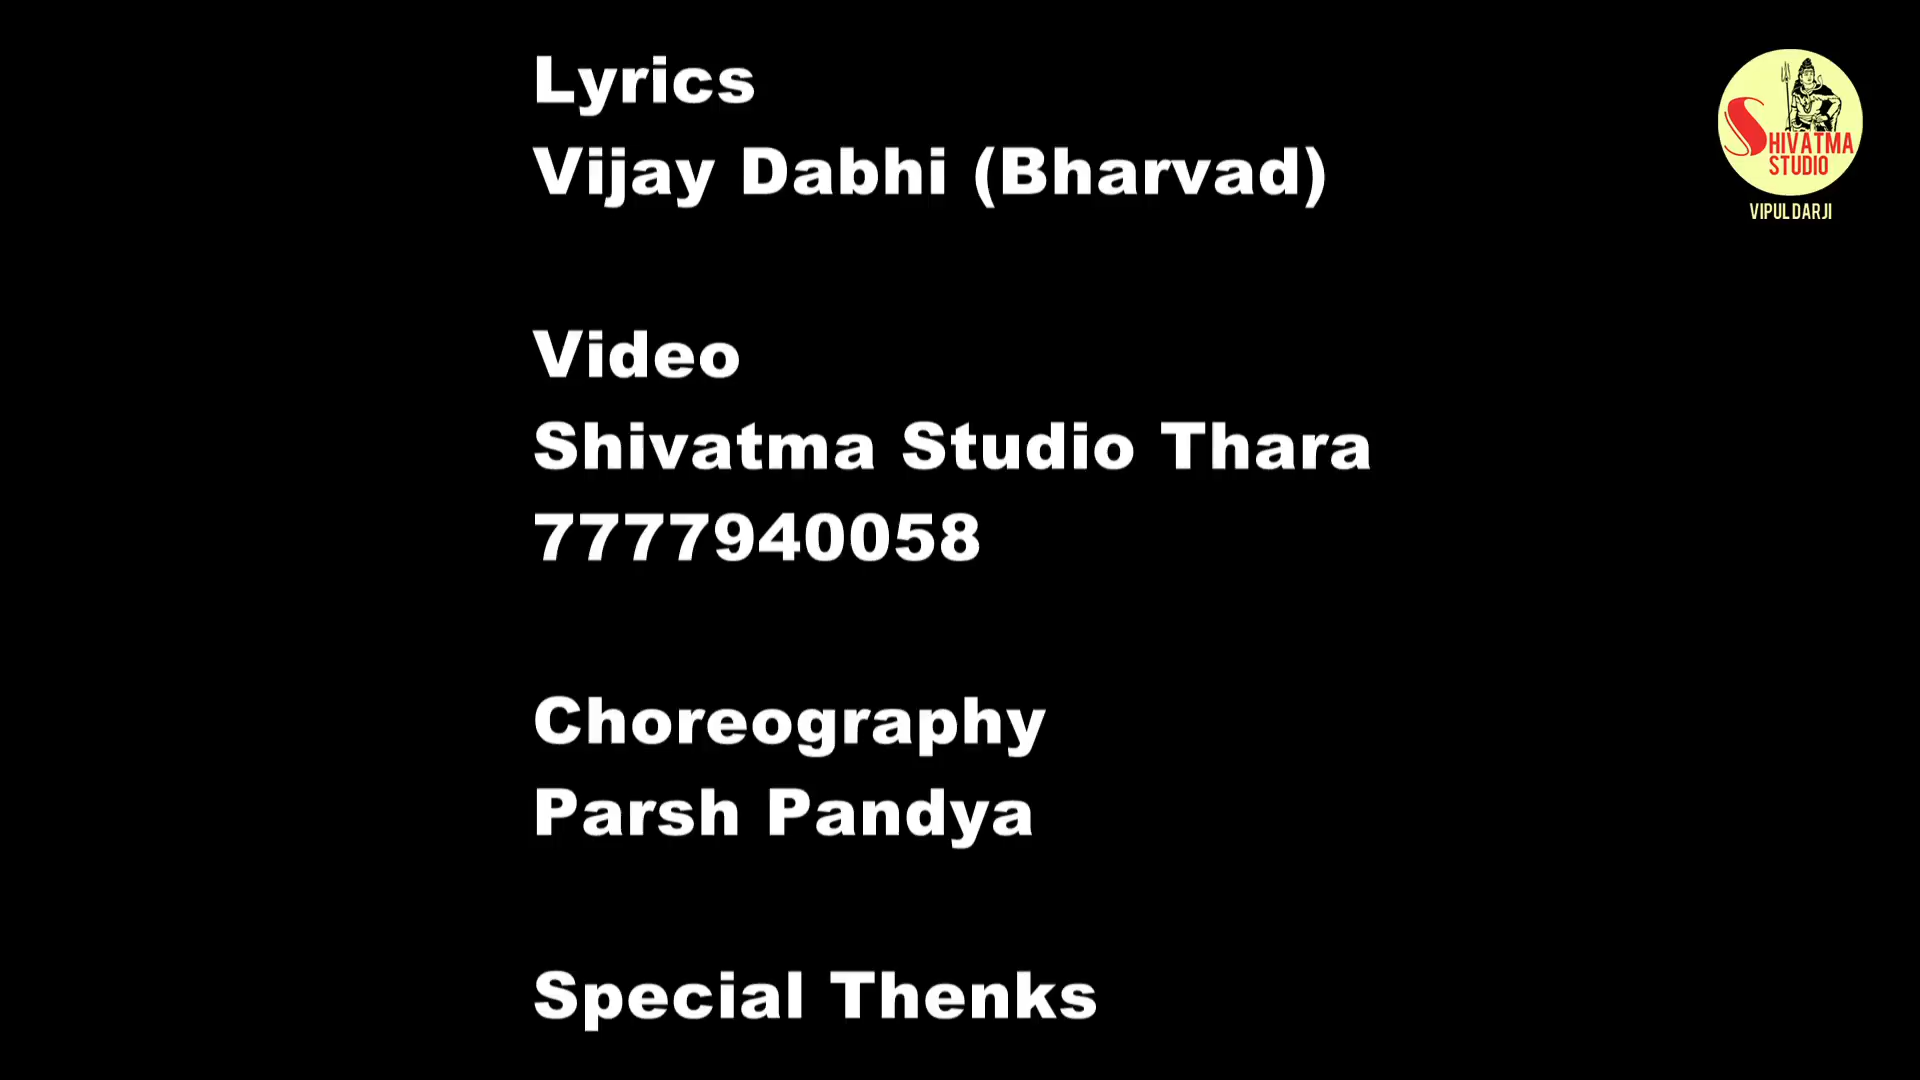 Lyrics
Vijay Dabhi (Bharvad)
Video
Shivatma Studio Thara
7777940058
Choreography
Parsh Pandya
Special Thenks
SHIVATMA
STUDIO
VIPUL DARJI